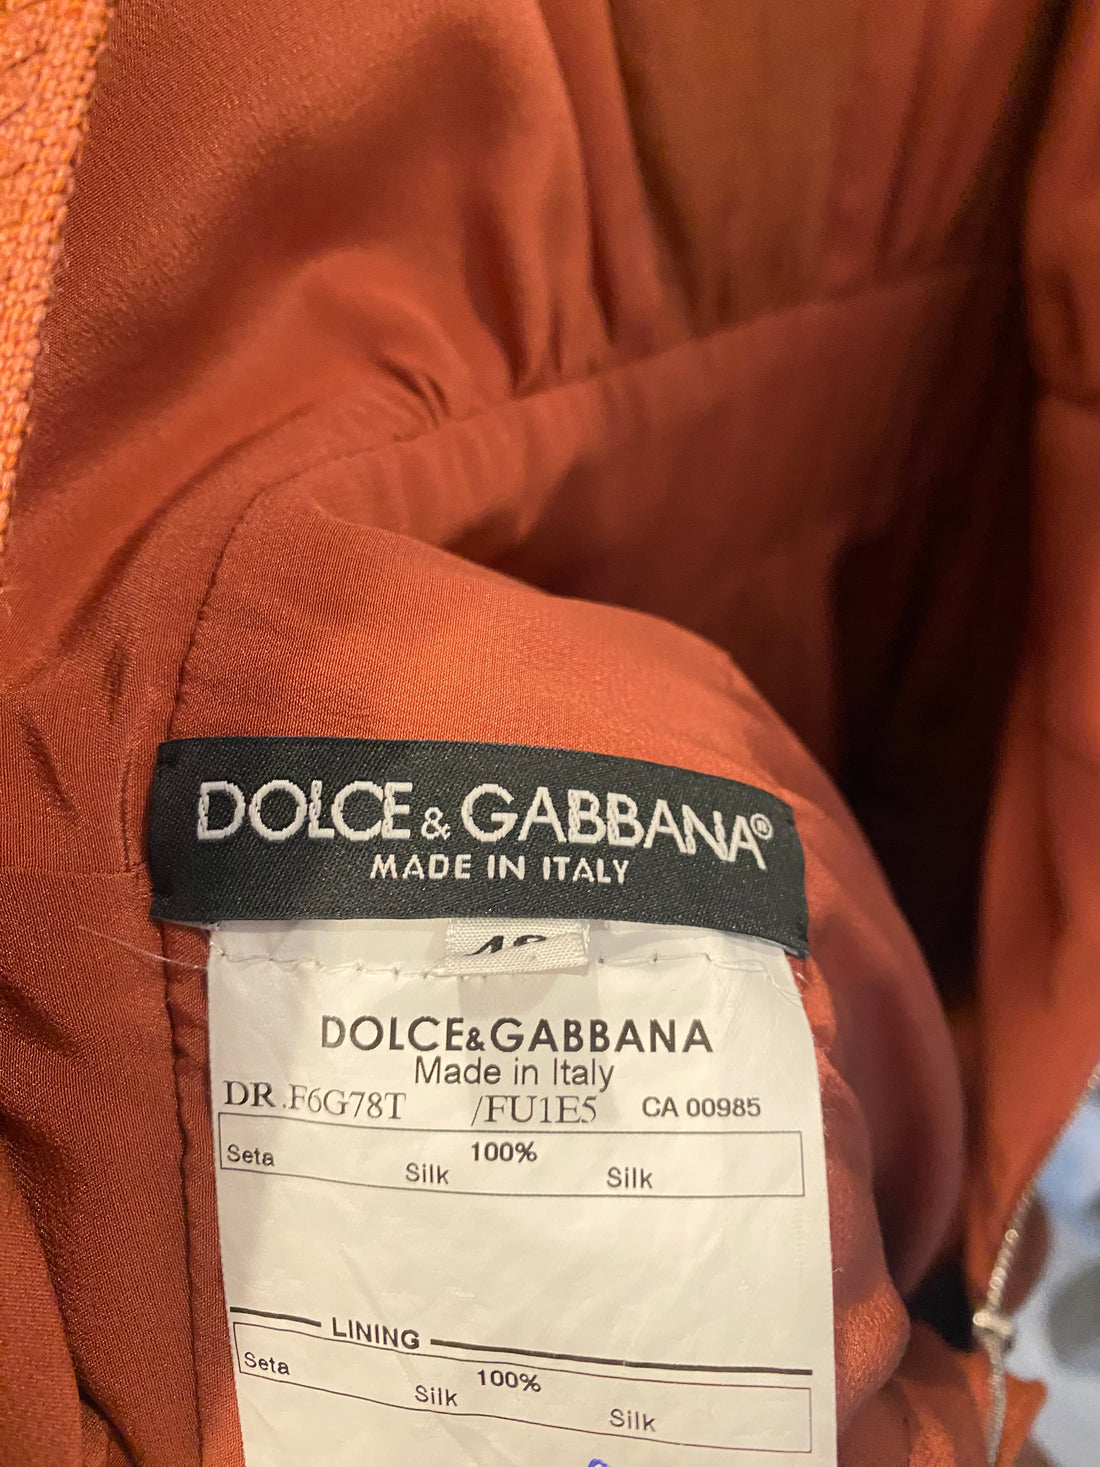 DOLCE & GABBANA®
MADE IN ITALY
DOLCE&GABBANA
Made in Italy
DR.F6G78T /FU1E5 CA 00985
100%
Seta Silk Silk
LINING
100%
Seta Silk Silk